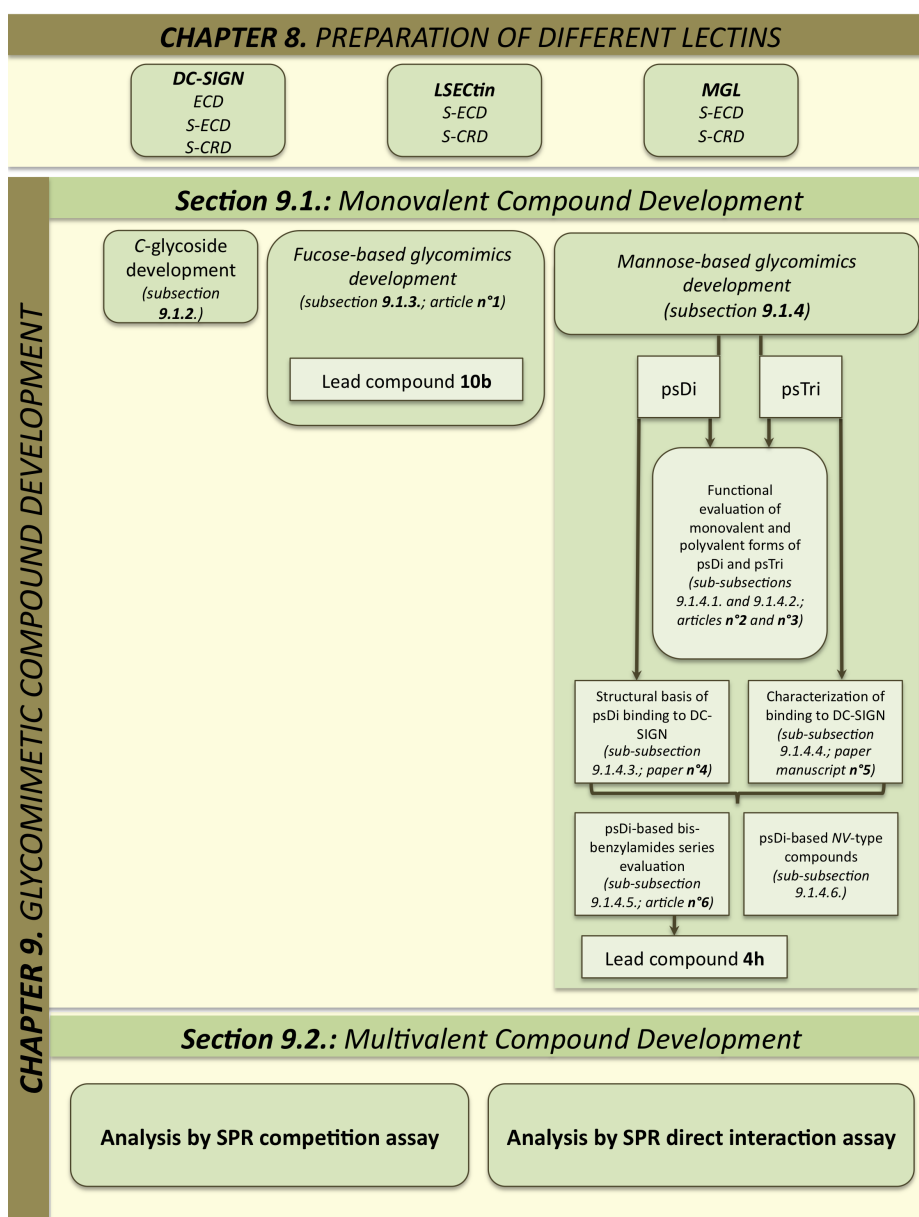 CHAPTER 8. PREPARATION OF DIFFERENT LECTINS
DC-SIGN
ECD
S-ECD
S-CRD
LSECtin
S-ECD
S-CRD
MGL
S-ECD
S-CRD
CHAPTER 9. GLYCOMIMETIC COMPOUND DEVELOPMENT
Section 9.1.: Monovalent Compound Development
C-glycoside
development
(subsection
9.1.2.)
Fucose-based glycomimics
development
(subsection 9.1.3.; article n°1)
Lead compound 10b
Mannose-based glycomimics
development
(subsection 9.1.4)
psDi
psTri
Functional
evaluation of
monovalent and
polyvalent forms of
psDi and psTri
(sub-subsections
9.1.4.1. and 9.1.4.2.;
articles n°2 and n°3)
Structural basis of
psDi binding to DC-
SIGN
(sub-subsection
9.1.4.3.; paper n°4)
Characterization of
binding to DC-SIGN
(sub-subsection
9.1.4.4.; paper
manuscript n°5)
psDi-based bis-
benzylamides series
evaluation
(sub-subsection
9.1.4.5.; article n°6)
psDi-based NV-type
compounds
(sub-subsection
9.1.4.6.)
Lead compound 4h
Section 9.2.: Multivalent Compound Development
Analysis by SPR competition assay
Analysis by SPR direct interaction assay